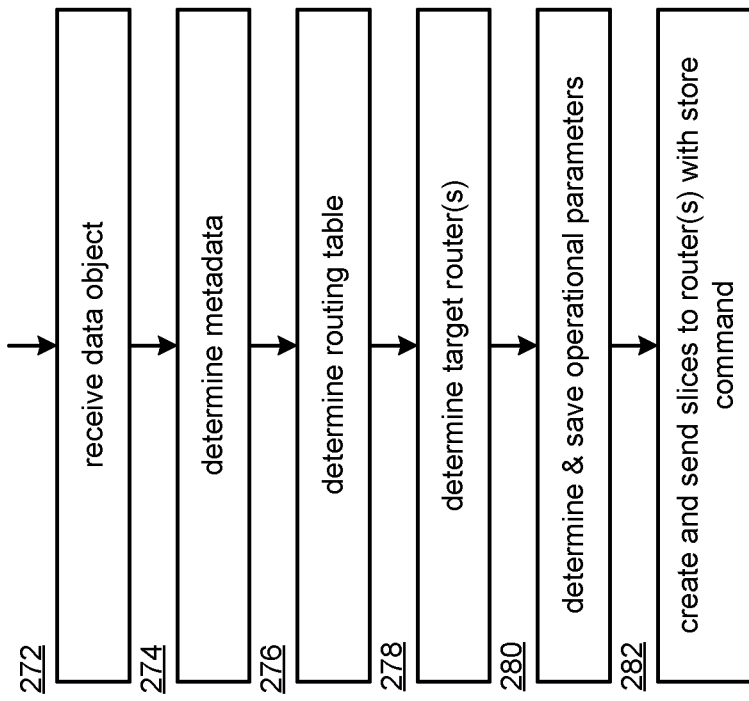 272
receive data object
274
determine metadata
276
determine routing table
278
determine target router(s)
280
determine & save operational parameters
282
create and send slices to router(s) with store
command